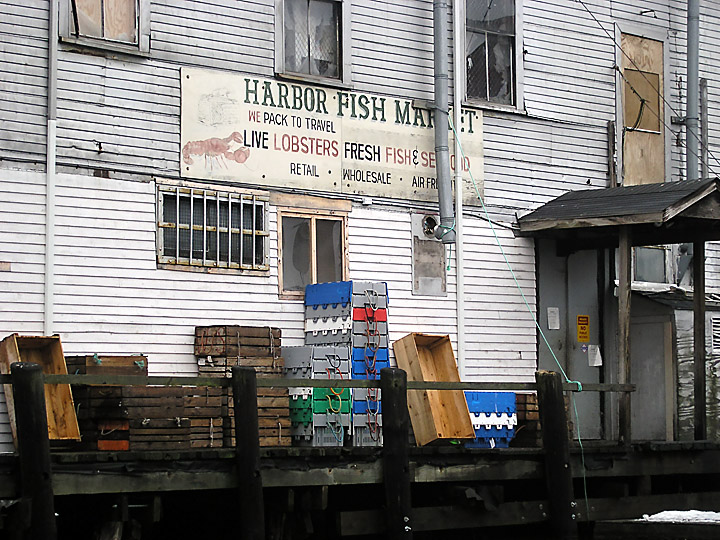 HARBOR FISH MARKET
WE PACK TO TRAVEL
LIVE LOBSTERS FRESH FISH & SEAFOOD
RETAIL • WHOLESALE • AIR FREIGHT